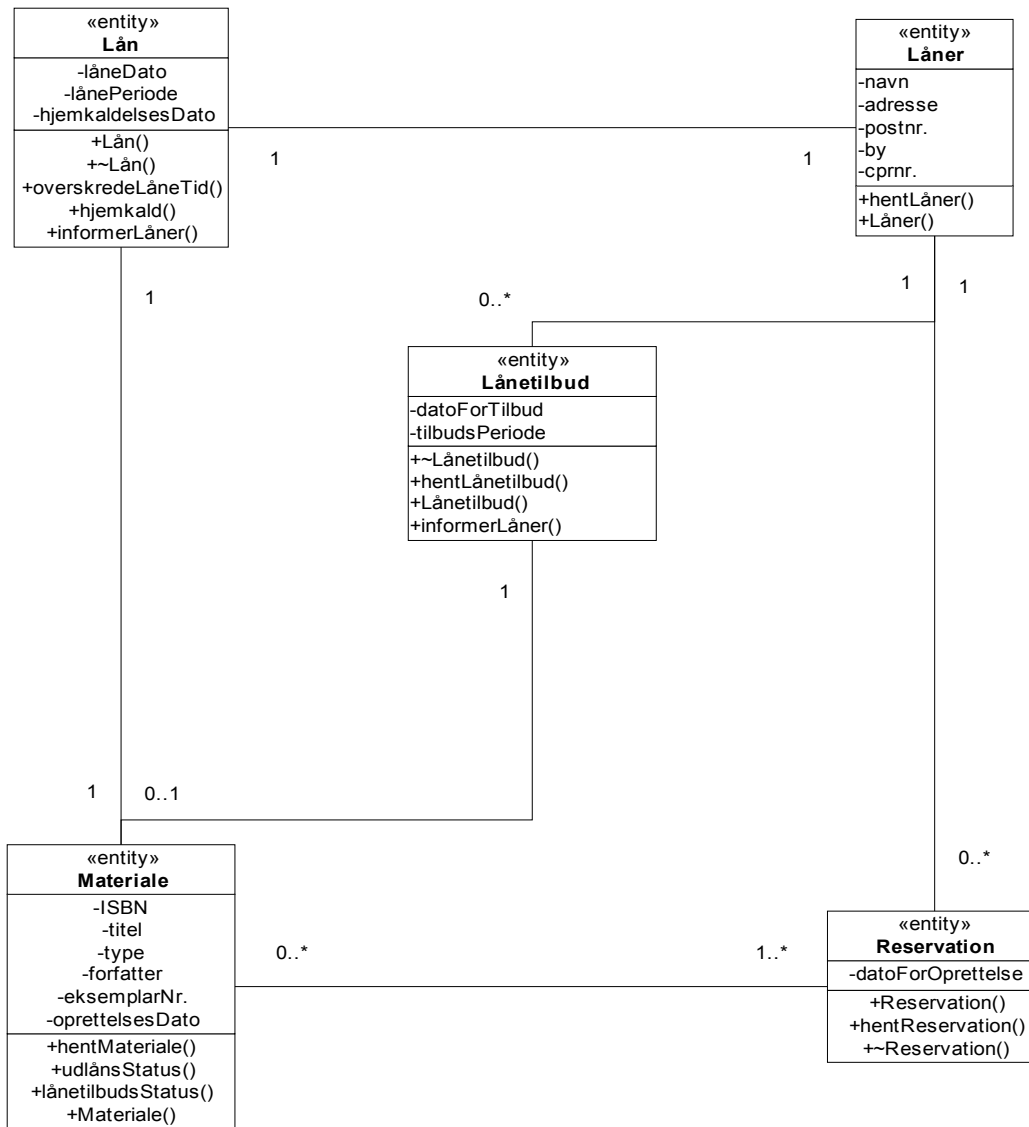 «entity»
Lån
-låneDato
-lånePeriode
-hjemkaldelsesDato
+Lån()
+~Lån()
+overskredeLåneTid()
+hjemkald()
+informerLåner()
1
1
«entity»
Låner
-navn
-adresse
-postnr.
-by
-cprnr.
+hentLåner()
+Låner()
1
0..*
1
1
«entity»
Lånetilbud
-datoForTilbud
-tilbudsPeriode
+~Lånetilbud()
+hentLånetilbud()
+Lånetilbud()
+informerLåner()
1
1
0..1
0..*
«entity»
Materiale
-ISBN
-titel
-type
-forfatter
-eksemplarNr.
-oprettelsesDato
+hentMateriale()
+udlånsStatus()
+lånetilbudsStatus()
+Materiale()
0..*
1..*
«entity»
Reservation
-datoForOprettelse
+Reservation()
+hentReservation()
+~Reservation()